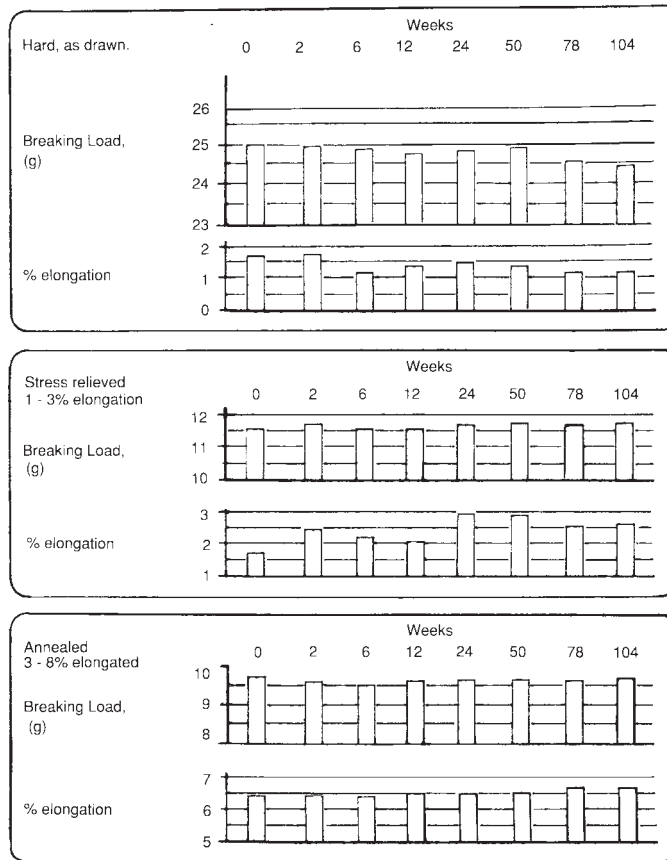 Weeks
Hard, as drawn.
0 2 6 12 24 50 78 104
26
Breaking Load,
25
(g)
24
23
2
% elongation
1
0
Weeks
Stress relieved
0 2 6 12 24 50 78 104
1 - 3% elongation
12
Breaking Load,
11
(g)
10
3
% elongation
2
1
Weeks
Annealed
0 2 6 12 24 50 78 104
3 - 8% elongated
10
Breaking Load,
9
(g)
8
7
% elongation
6
5